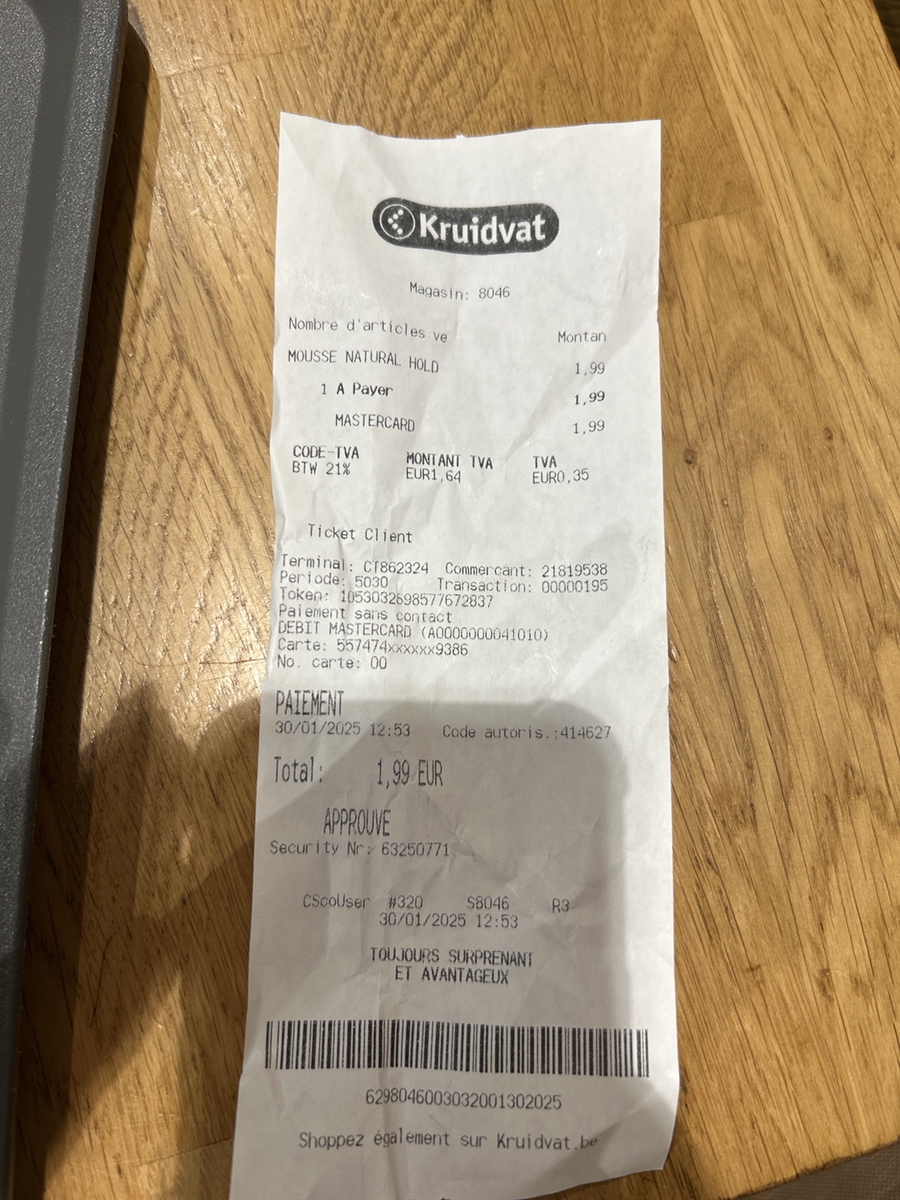 Kruidvat
Magasin: 8046
Nombre d'articles ve Montan
MOUSSE NATURAL HOLD 1,99
1 A Payer 1,99
MASTERCARD 1,99
CODE-TVA MONTANT TVA TVA
BTW 21% EUR1,64 EUR0,35
Ticket Client
Terminal: CT862324 Commercant: 21819538
Periode: 5030 Transaction: 00000195
Token: 1053032698577672837
Paiement sans contact
DEBIT MASTERCARD (A0000000041010)
Carte: 557474xxxxxx9386
No. carte: 00
PAIEMENT
30/01/2025 12:53 Code autoris.:414627
Total: 1,99 EUR
APPROUVE
Security Nr: 63250771
CScoUser #320 S8046 R3
30/01/2025 12:53
TOUJOURS SURPRENANT
ET AVANTAGEUX
6298046003032001302025
Shoppez également sur Kruidvat.be